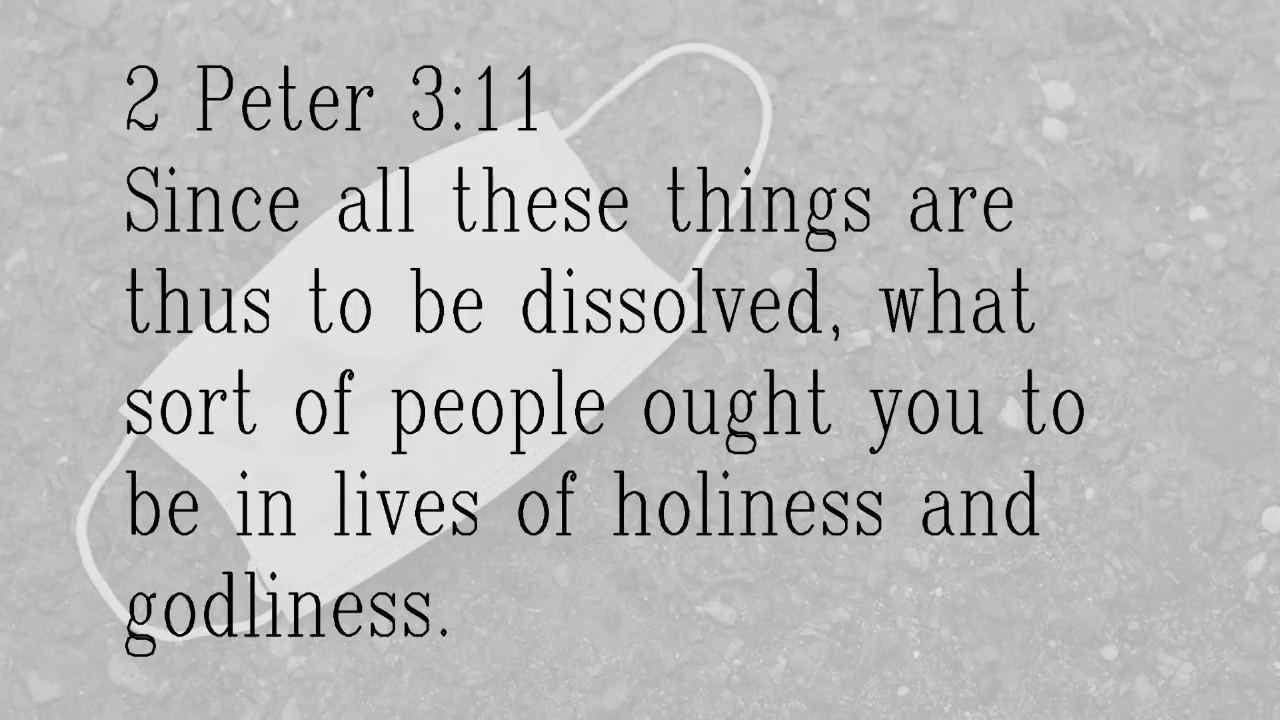 2 Peter 3:11
Since all these things are
thus to be dissolved, what
sort of people ought you to
be in lives of holiness and
godliness.